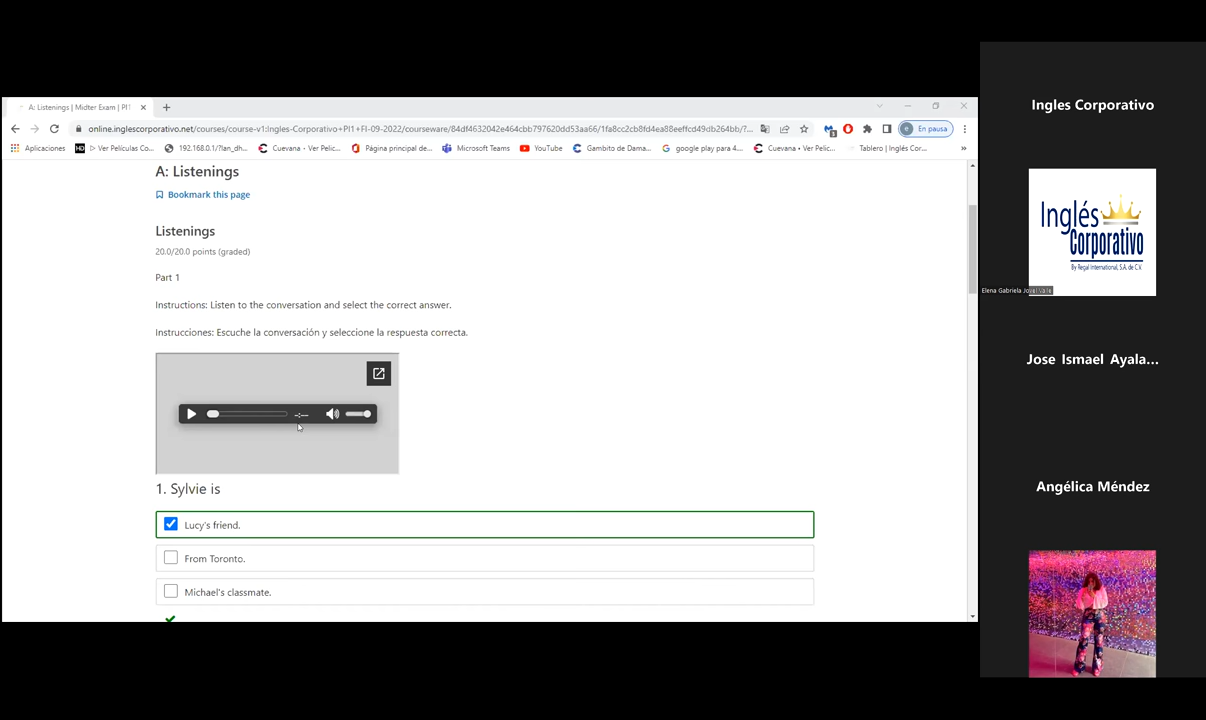 A: Listenings | Midter Exam | PI1
online.inglescorporativo.net/courses/course-v1:Ingles-Corporativo+PI1+FI-09-2022/courseware/84df4632042e464cbb797620dd53aa66/1fa8cc2cb8fd4ea88eeffcd49db264bb/?...
e En pausa
Aplicaciones
HD ▷ Ver Películas Co...
192.168.0.1/?lan_dh...
Cuevana • Ver Pelic...
Página principal de...
Microsoft Teams
YouTube
Gambito de Dama...
google play para 4....
Cuevana • Ver Pelic...
Tablero | Inglés Cor...
»
A: Listenings
Bookmark this page
Listenings
20.0/20.0 points (graded)
Part 1
Instructions: Listen to the conversation and select the correct answer.
Instrucciones: Escuche la conversación y seleccione la respuesta correcta.
-:--
1. Sylvie is
Lucy's friend.
From Toronto.
Michael's classmate.
Ingles Corporativo
Inglés
Corporativo
By Regal International, S.A. de C.V.
Elena Gabriela
Jose Ismael Ayala...
Angélica Méndez